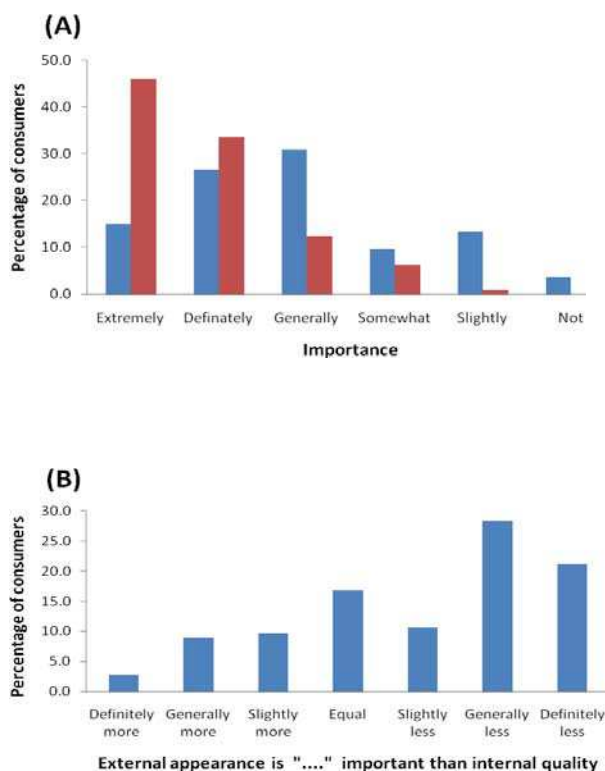 (A)
Percentage of consumers
50.0
40.0
30.0
20.0
10.0
0.0
Extremely Definately Generally Somewhat Slightly Not
Importance
(B)
Percentage of consumers
30.0
25.0
20.0
15.0
10.0
5.0
0.0
Definitely Generally Slightly Equal Slightly Generally Definitely
more more more less less less
External appearance is "...." important than internal quality